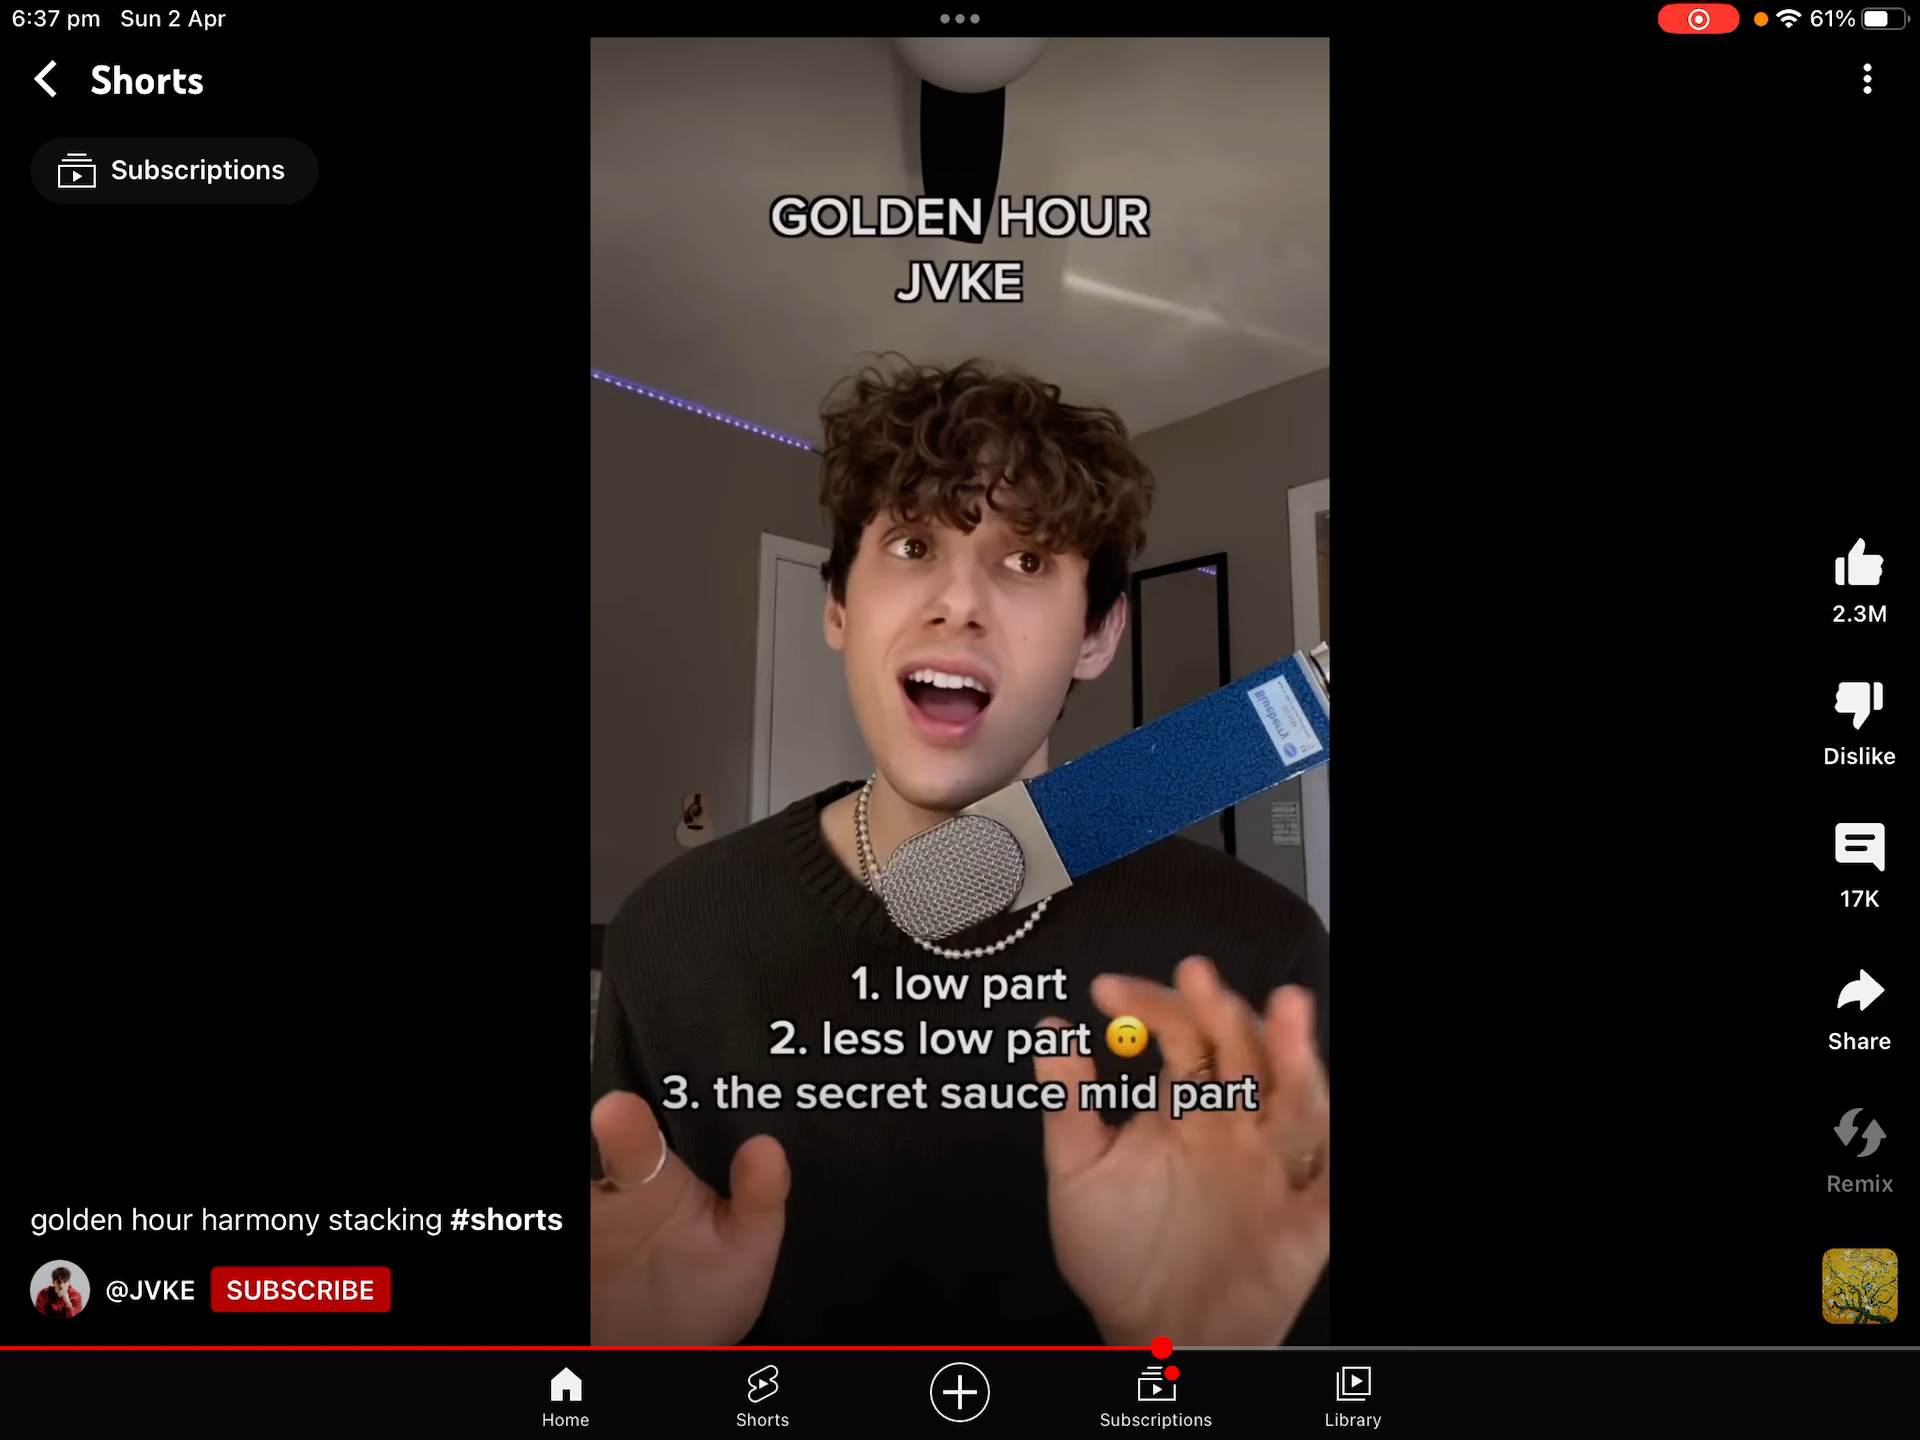 6:37 pm Sun 2 Apr
61%
Shorts
Subscriptions
GOLDEN HOUR
JVKE
Blueberry
1. low part
2. less low part 🙃
3. the secret sauce mid part
2.3M
Dislike
17K
Share
Remix
golden hour harmony stacking #shorts
@JVKE SUBSCRIBE
Home
Shorts
Subscriptions
Library